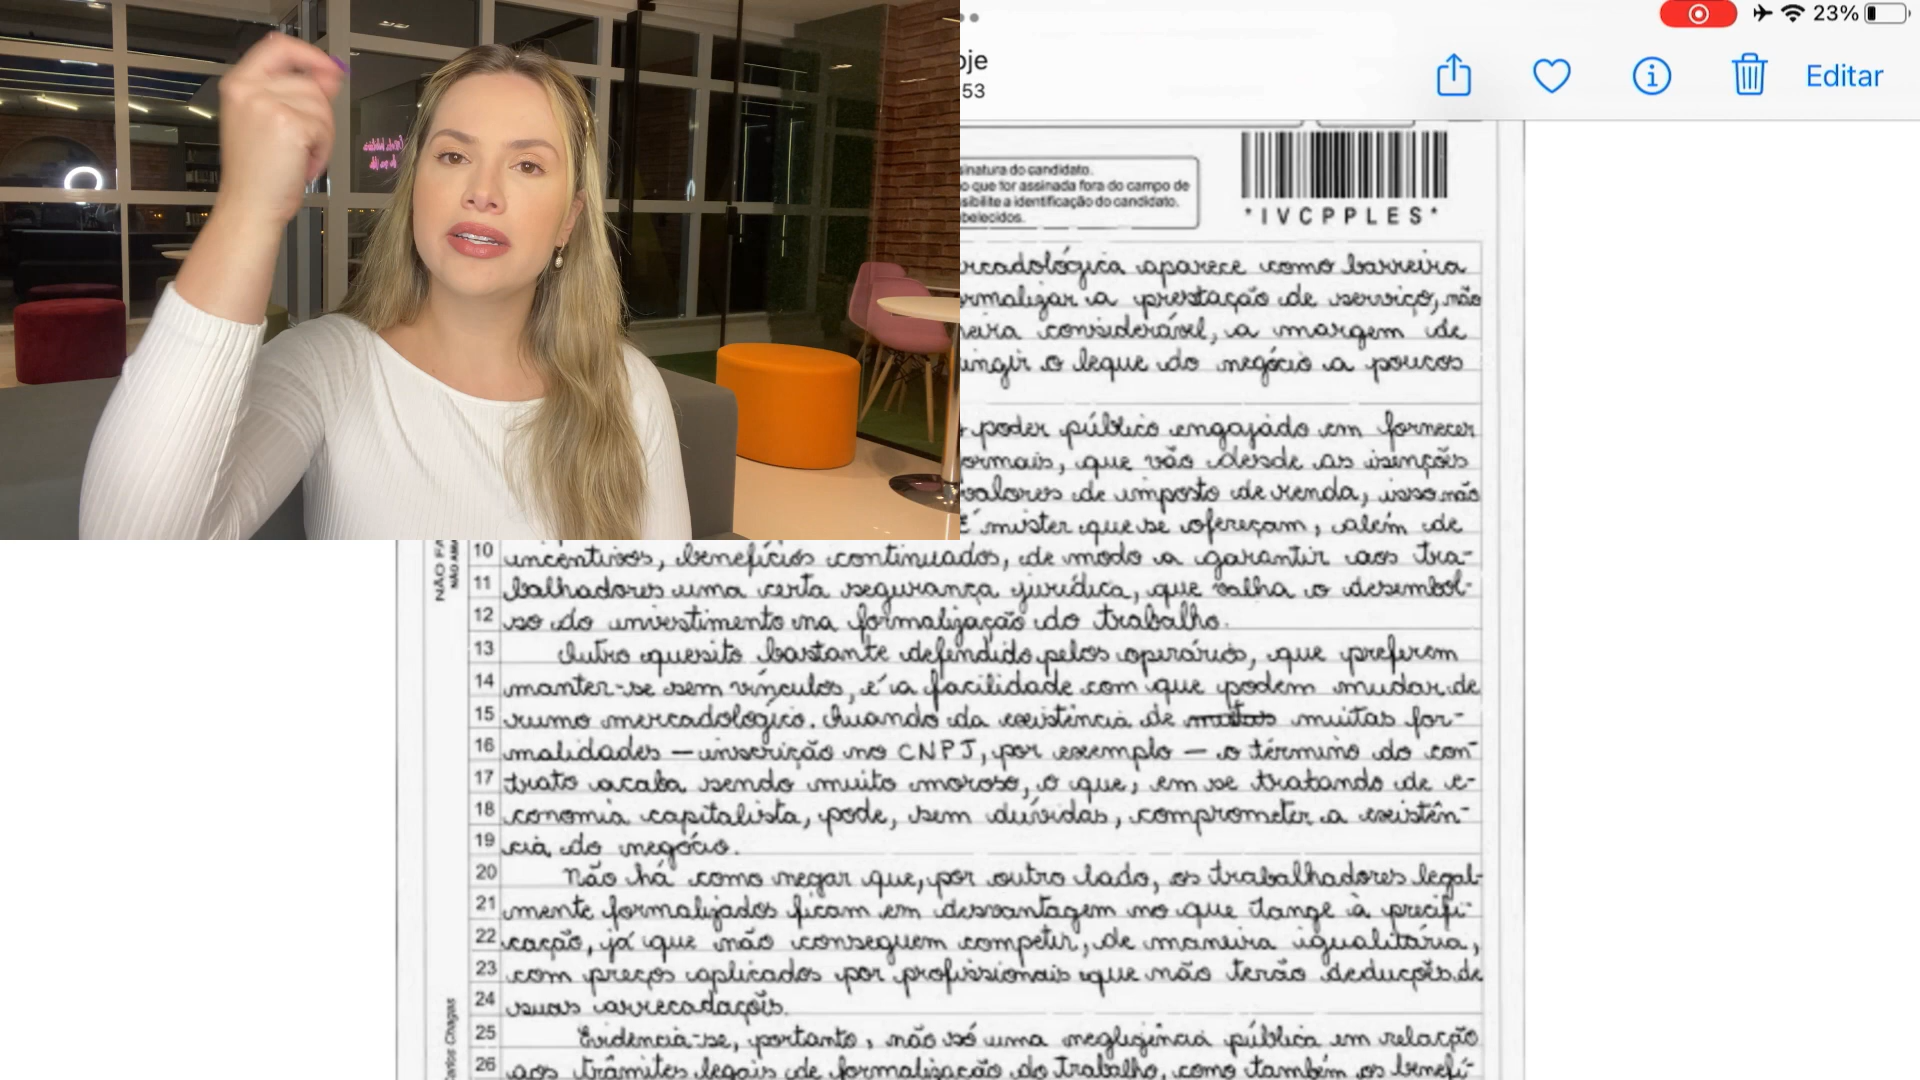 oje
53
23%
Editar
sinatura do candidato.
o que for assinada fora do campo de
sibilite a identificação do candidato.
belecidos.
*IVCPPLES*
rcadológica aparece como barreira
rmalizar a prestação de serviço, não
eira considerável, a margem de
ingir o leque do negócio a poucos
poder público engajado em fornecer
ormais, que vão desde as isenções
valores de imposto de renda, isso não
É mister que se ofereçam, além de
10 incentivos, benefícios continuados, de modo a garantir aos tra-
11 balhadores uma certa segurança jurídica, que valha o desembol-
12 so do investimento na formalização do trabalho.
13 Outro quesito bastante defendido pelos operários, que preferem
14 manter-se sem vínculos, é a facilidade com que podem mudar de
15 rumo mercadológico. Quando da existência de muitas muitas for-
16 malidades — inscrição no CNPJ, por exemplo — o término do con-
17 trato acaba sendo muito moroso, o que, em se tratando de e-
18 conomia capitalista, pode, sem dúvidas, comprometer a existên-
19 cia do negócio.
20 Não há como negar que, por outro lado, os trabalhadores legal-
21 mente formalizados ficam em desvantagem no que tange à precifi-
22 cação, já que não conseguem competir, de maneira igualitária,
23 com preços aplicados por profissionais que não terão deduções de
24 suas arrecadações.
25 Evidencia-se, portanto, não só uma negligência pública em relação
26 aos trâmites legais de formalização do trabalho, como também os benefí-
NÃO
NÃO
Carlos Chagas